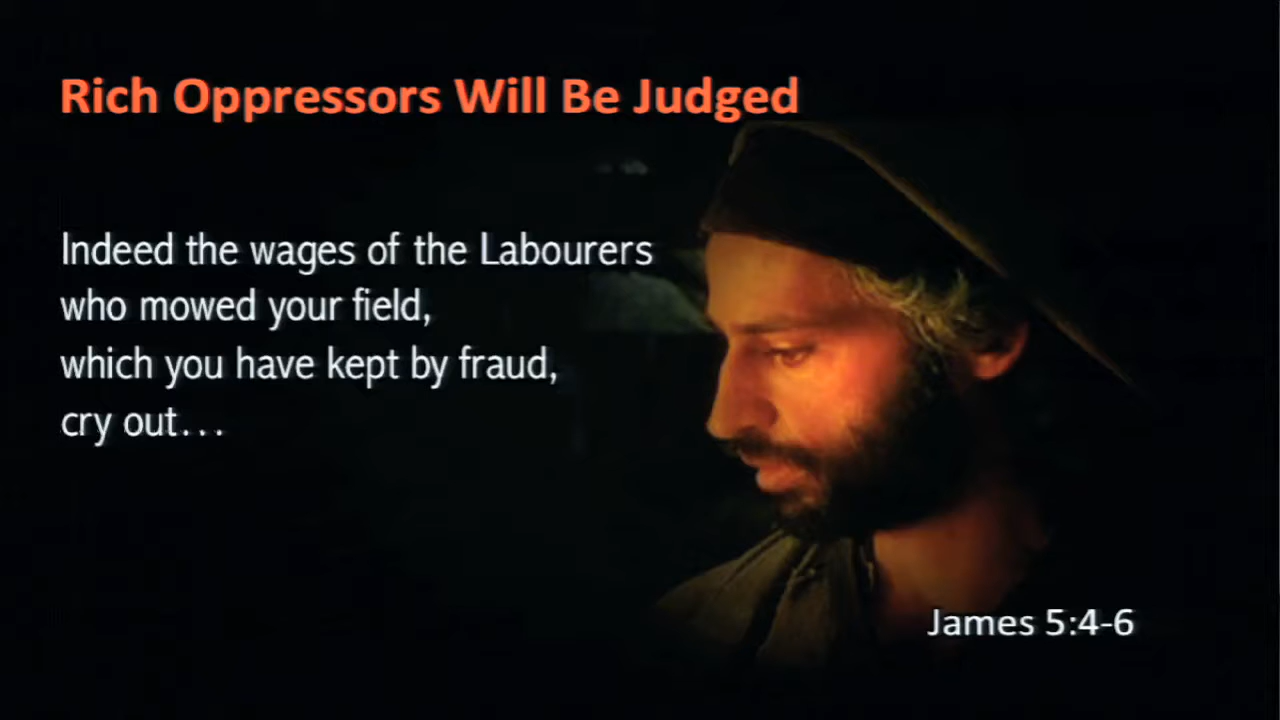 Rich Oppressors Will Be Judged
Indeed the wages of the Labourers
who mowed your field,
which you have kept by fraud,
cry out...
James 5:4-6